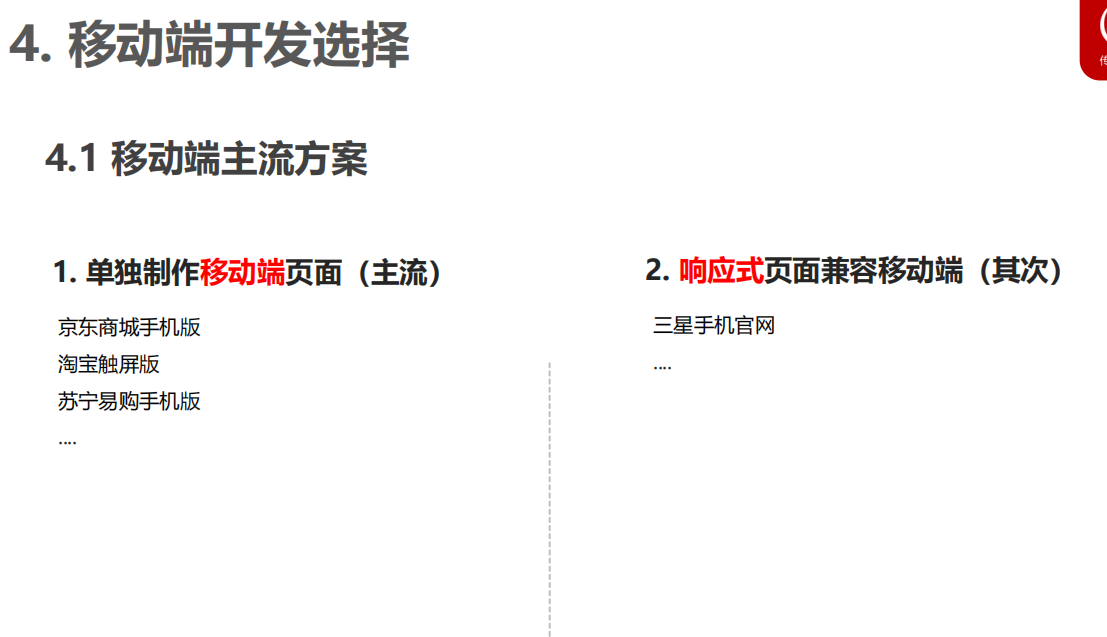 4. 移动端开发选择
4.1 移动端主流方案
1. 单独制作移动端页面（主流）
京东商城手机版
淘宝触屏版
苏宁易购手机版
....
2. 响应式页面兼容移动端（其次）
三星手机官网
....